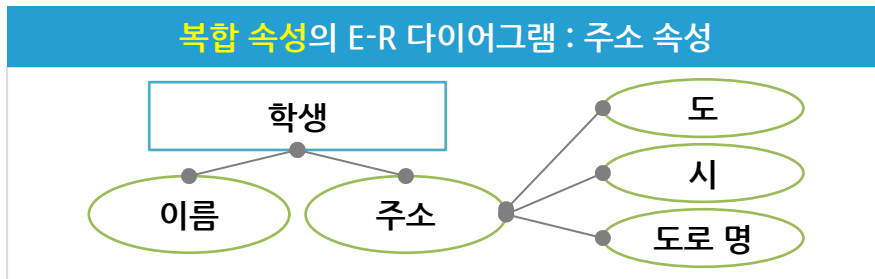 복합 속성의 E-R 다이어그램 : 주소 속성
학생
이름
주소
도
시
도로 명